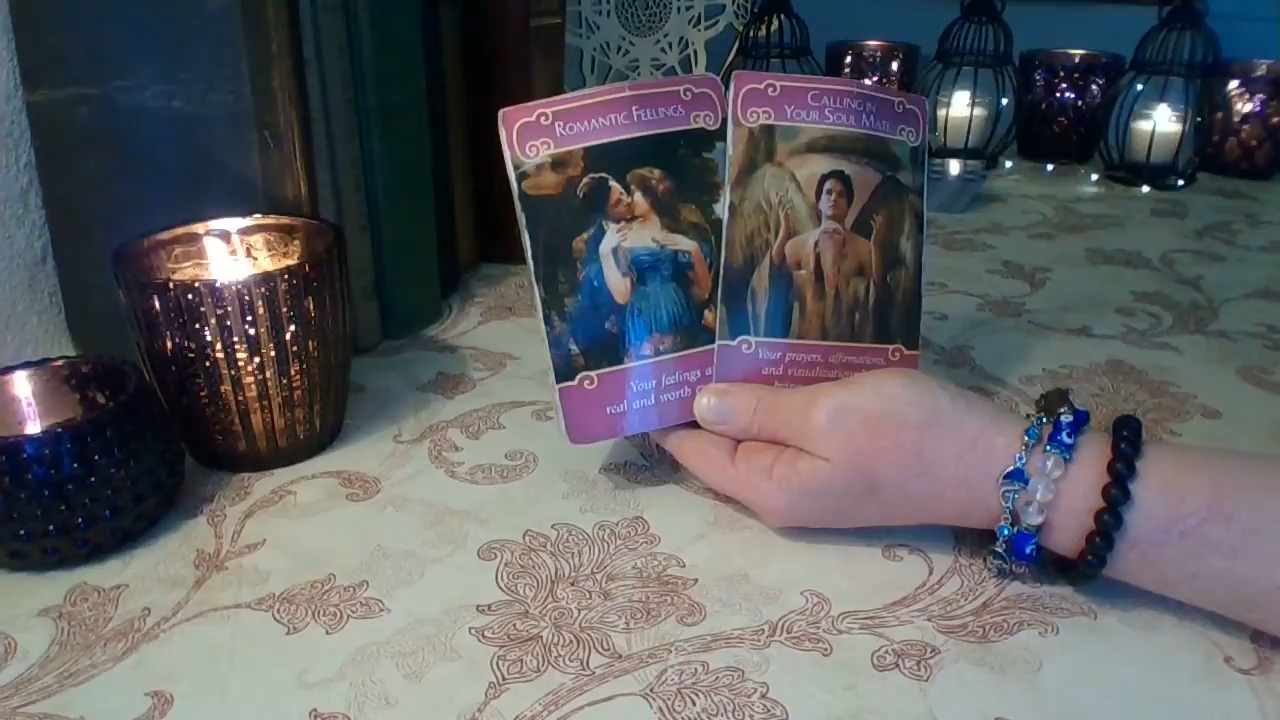 ROMANTIC FEELINGS
Your feelings
real and worth
CALLING IN
YOUR SOUL MATE
Your prayers, affirmations,
and visualizations